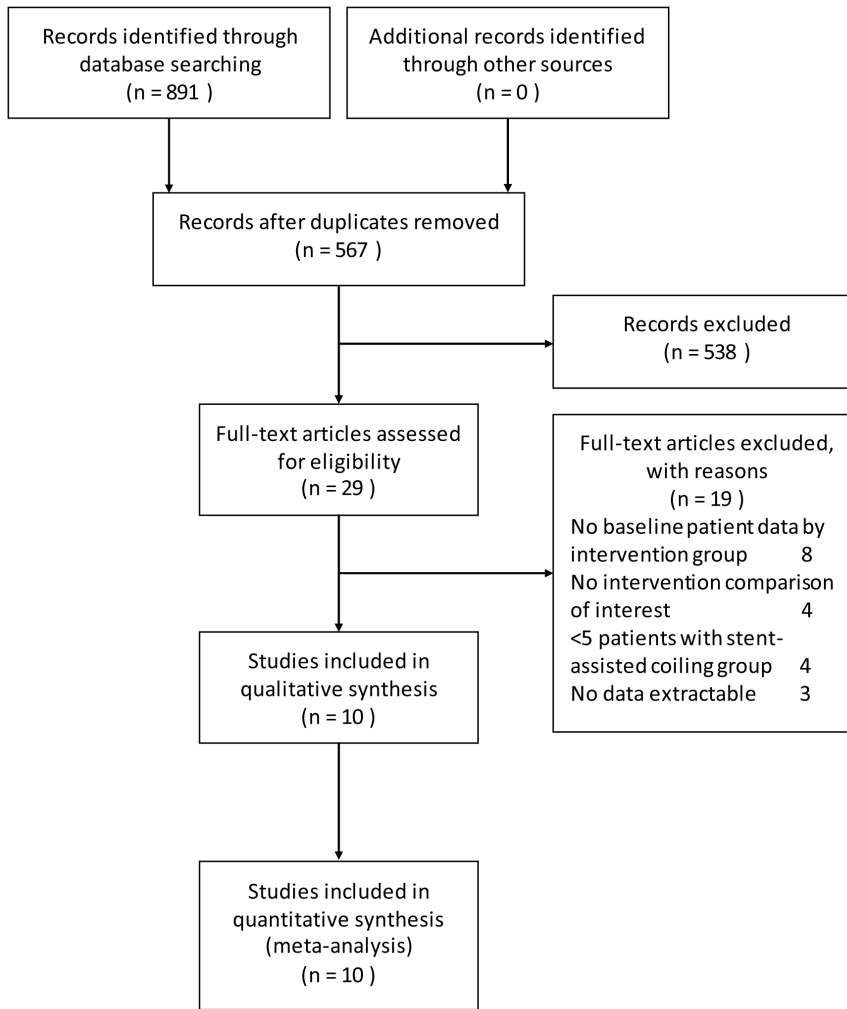 Records identified through
database searching
(n = 891 )
Additional records identified
through other sources
(n = 0 )
Records after duplicates removed
(n = 567 )
Records excluded
(n = 538 )
Full-text articles assessed
for eligibility
(n = 29 )
Full-text articles excluded,
with reasons
(n = 19 )
No baseline patient data by
intervention group 8
No intervention comparison
of interest 4
<5 patients with stent-
assisted coiling group 4
No data extractable 3
Studies included in
qualitative synthesis
(n = 10 )
Studies included in
quantitative synthesis
(meta-analysis)
(n = 10 )